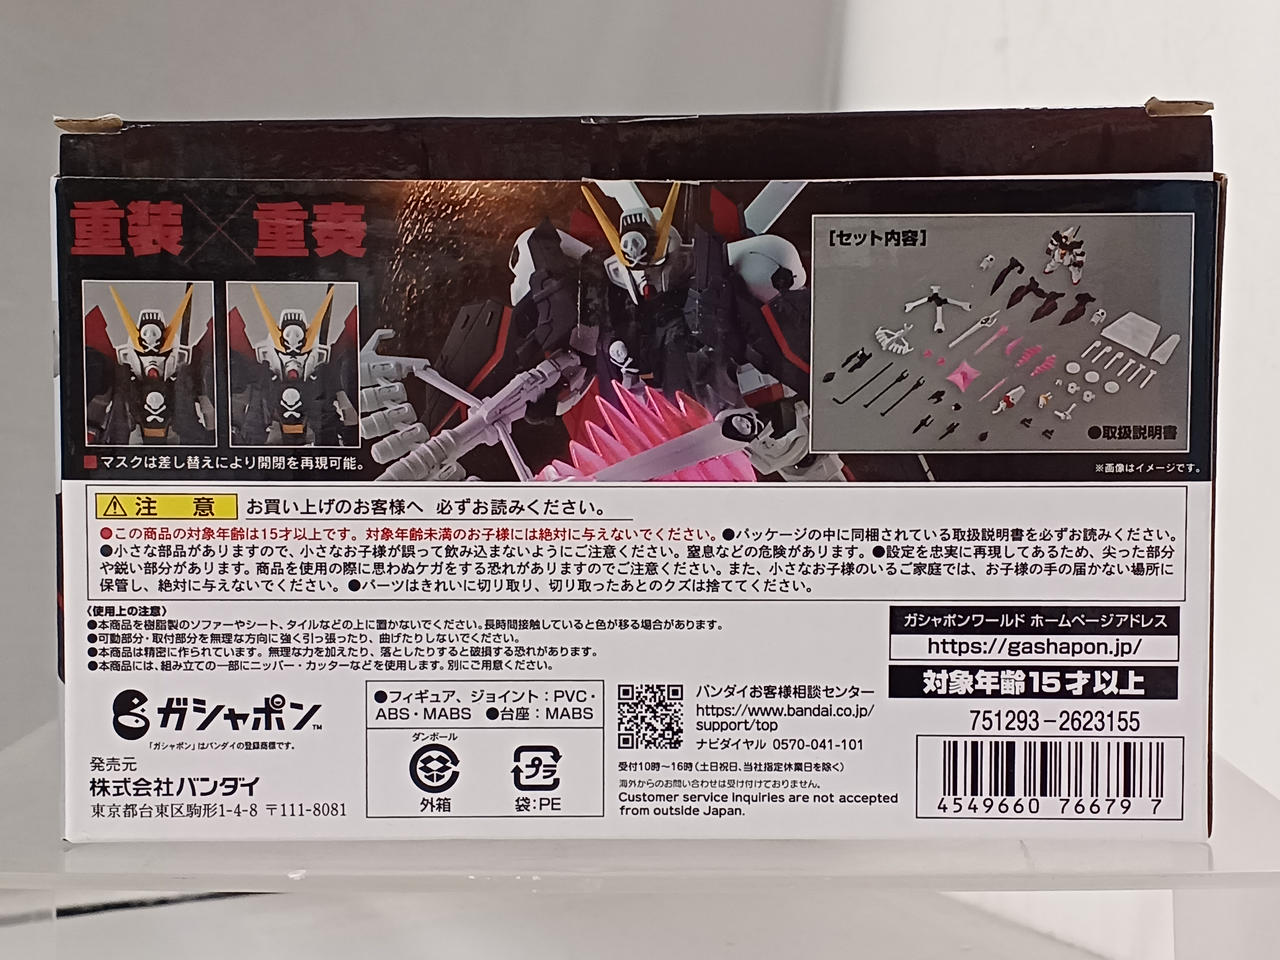 重装×重奏
【セット内容】
●取扱説明書
■マスクは差し替えにより開閉を再現可能。
※画像はイメージです。
注 意 お買い上げのお客様へ 必ずお読みください。
●この商品の対象年齢は15才以上です。対象年齢未満のお子様には絶対に与えないでください。●パッケージの中に同梱されている取扱説明書を必ずお読みください。
●小さな部品がありますので、小さなお子様が誤って飲み込まないようにご注意ください。窒息などの危険があります。●設定を忠実に再現してあるため、尖った部分
や鋭い部分があります。商品を使用の際に思わぬケガをする恐れがありますのでご注意ください。また、小さなお子様のいるご家庭では、お子様の手の届かない場所に
保管し、絶対に与えないでください。●パーツはきれいに切り取り、切り取ったあとのクズは捨ててください。
〈使用上の注意〉
●本商品を樹脂製のソファーやシート、タイルなどの上に置かないでください。長時間接触していると色が移る場合があります。
●可動部分・取付部分を無理な方向に強く引っ張ったり、曲げたりしないでください。
●本商品は精密に作られています。無理な力を加えたり、落としたりすると破損する恐れがあります。
●本商品には、組み立ての一部にニッパー・カッターなどを使用します。別にご用意ください。
ガシャポンワールド ホームページアドレス
https://gashapon.jp/
対象年齢15才以上
751293-2623155
4549660 766797
ガシャポン™
「ガシャポン」はバンダイの登録商標です。
発売元
株式会社バンダイ
東京都台東区駒形1-4-8 〒111-8081
●フィギュア、ジョイント:PVC・
ABS・MABS ●台座:MABS
ダンボール
外箱
プラ
袋:PE
バンダイお客様相談センター
https://www.bandai.co.jp/
support/top
ナビダイヤル 0570-041-101
受付10時〜16時(土日祝日、当社指定休業日を除く)
海外からのお問い合わせは受け付けておりません。
Customer service inquiries are not accepted
from outside Japan.